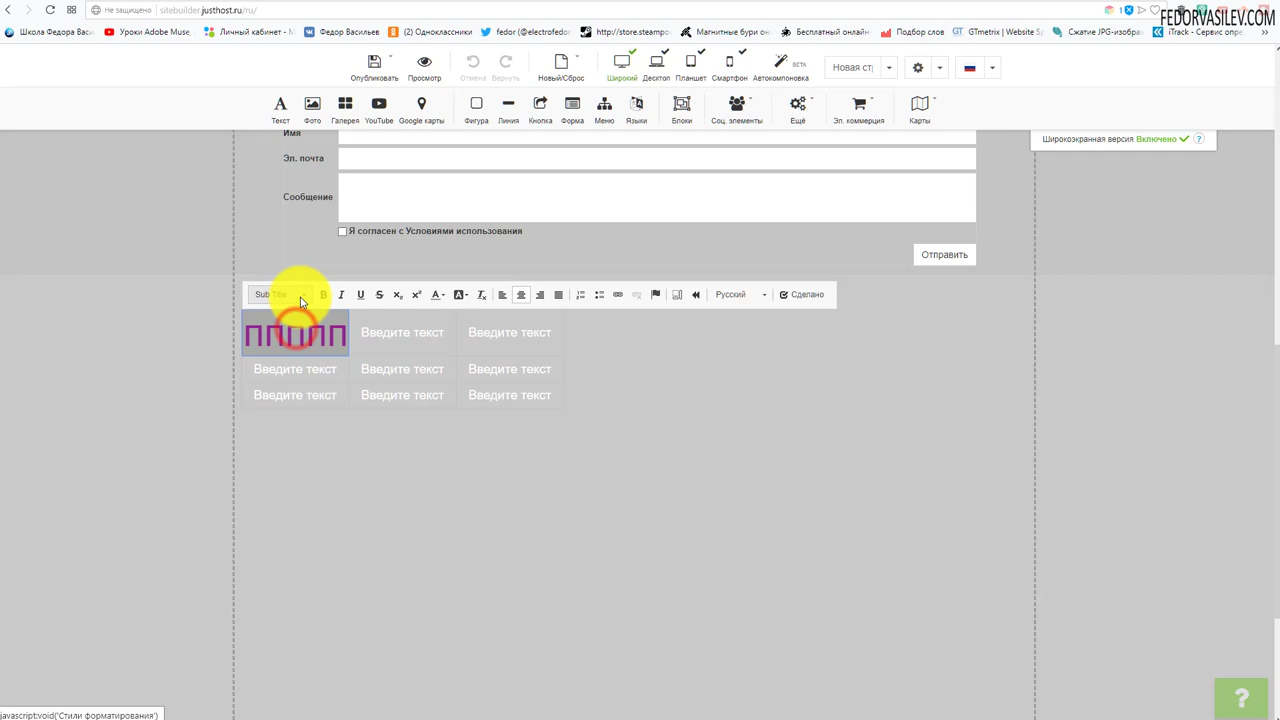 Не защищено sitebuilder.justhost.ru/ru/
FEDORVASILEV.COM
Школа Федора Васи
Уроки Adobe Muse,
Личный кабинет - М
Федор Васильев
(2) Одноклассники
fedor (@electrofedor
http://store.steampo
Магнитные бури он
Бесплатный онлайн
Подбор слов
GTmetrix | Website S
Сжатие JPG-изобра
iTrack - Сервис опре
Опубликовать
Просмотр
Отмена
Вернуть
Новый/Сброс
Широкий
Десктоп
Планшет
Смартфон
Автокомпоновка
BETA
Новая ст
Текст
Фото
Галерея
YouTube
Google карты
Фигура
Линия
Кнопка
Форма
Меню
Языки
Блоки
Соц. элементы
Ещё
Эл. коммерция
Карты
Широкоэкранная версия Включено ?
Имя
Эл. почта
Сообщение
Я согласен с Условиями использования
Отправить
Sub Title
Русский
Сделано
ППППП Введите текст Введите текст
Введите текст Введите текст Введите текст
Введите текст Введите текст Введите текст
javascript:void('Стили форматирования')
?